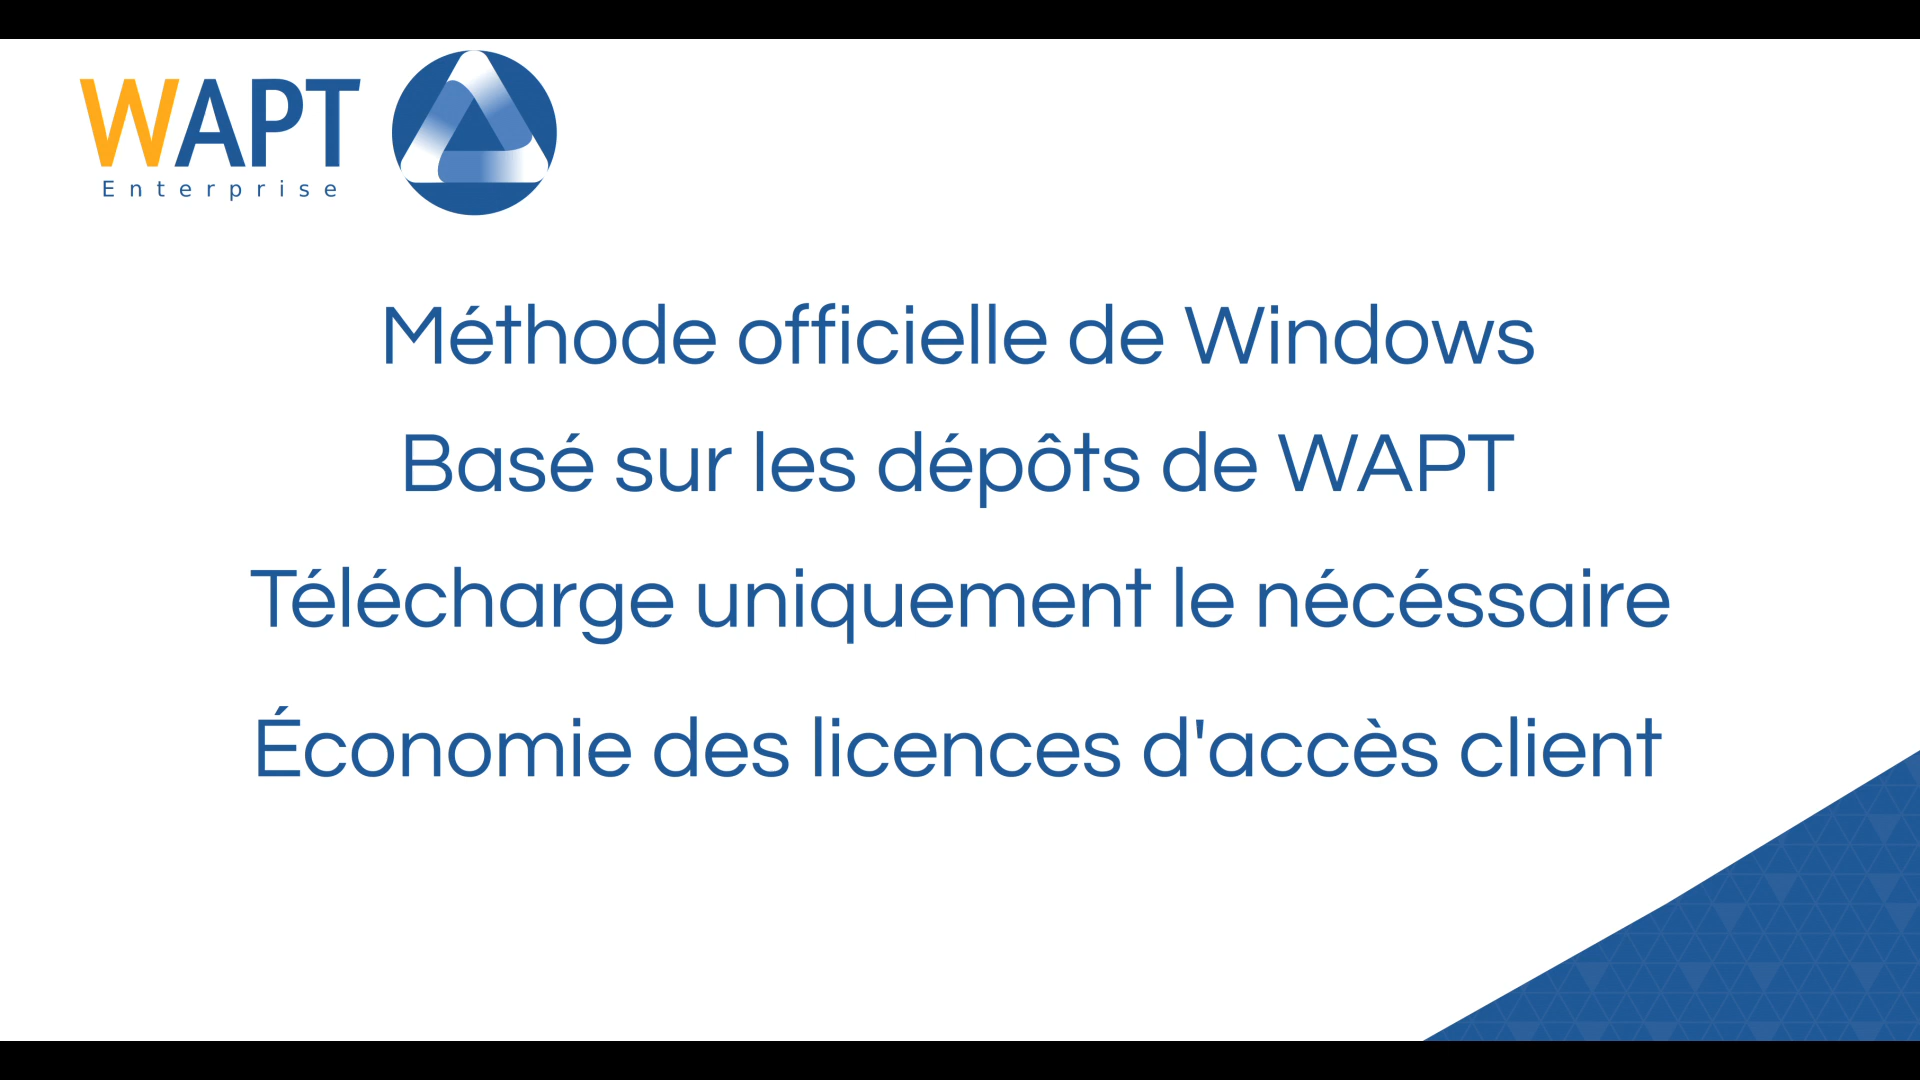 WAPT
Enterprise
Méthode officielle de Windows
Basé sur les dépôts de WAPT
Télécharge uniquement le nécéssaire
Économie des licences d'accès client